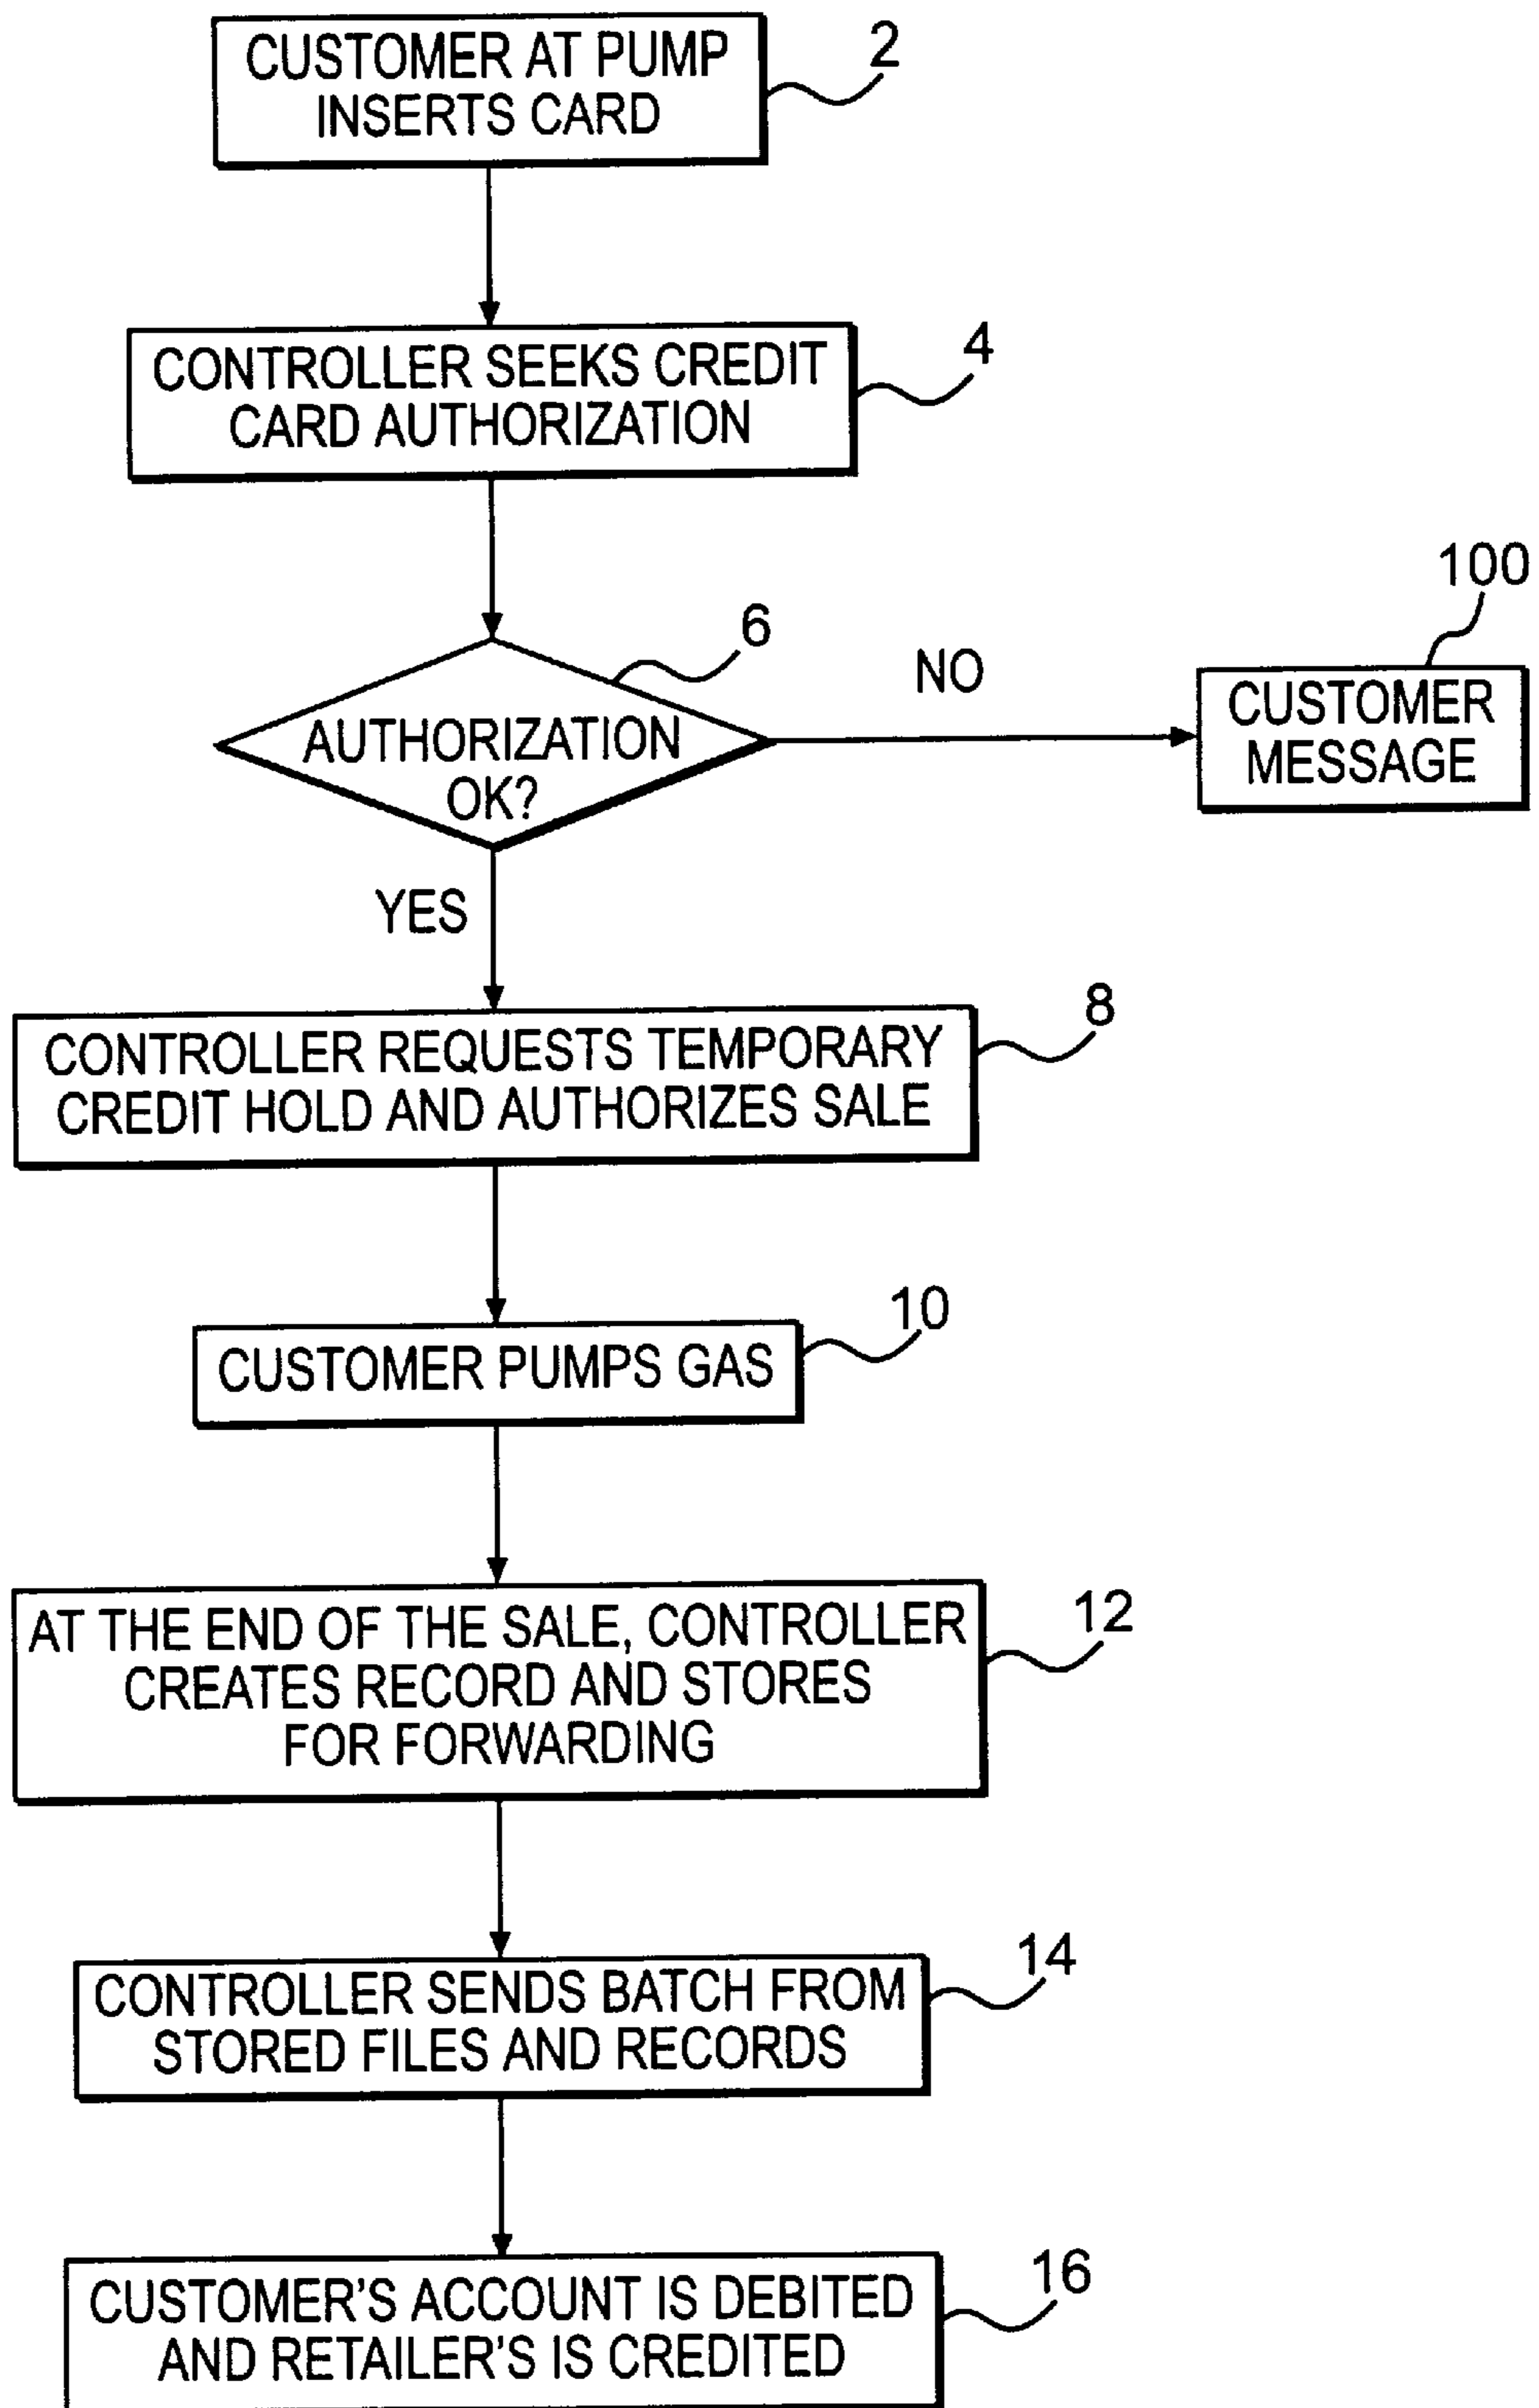 CUSTOMER AT PUMP
INSERTS CARD
2
CONTROLLER SEEKS CREDIT
CARD AUTHORIZATION
4
AUTHORIZATION
OK?
6
NO
100
CUSTOMER
MESSAGE
YES
CONTROLLER REQUESTS TEMPORARY
CREDIT HOLD AND AUTHORIZES SALE
8
CUSTOMER PUMPS GAS
10
AT THE END OF THE SALE, CONTROLLER
CREATES RECORD AND STORES
FOR FORWARDING
12
CONTROLLER SENDS BATCH FROM
STORED FILES AND RECORDS
14
CUSTOMER'S ACCOUNT IS DEBITED
AND RETAILER'S IS CREDITED
16